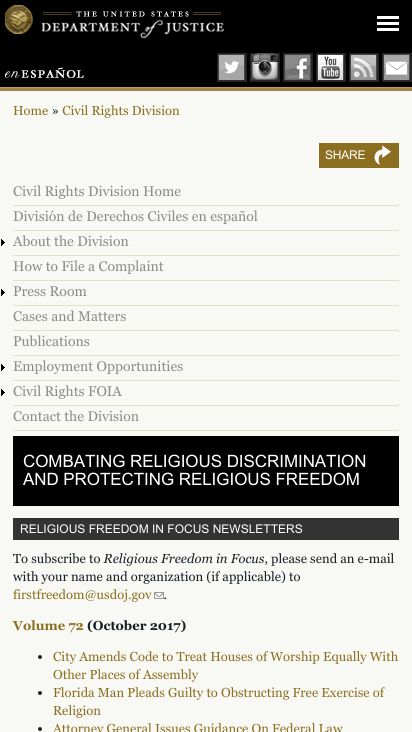 THE UNITED STATES
DEPARTMENT of JUSTICE
en ESPAÑOL
You
Tube
Home » Civil Rights Division
SHARE
Civil Rights Division Home
División de Derechos Civiles en español
About the Division
How to File a Complaint
Press Room
Cases and Matters
Publications
Employment Opportunities
Civil Rights FOIA
Contact the Division
COMBATING RELIGIOUS DISCRIMINATION
AND PROTECTING RELIGIOUS FREEDOM
RELIGIOUS FREEDOM IN FOCUS NEWSLETTERS
To subscribe to Religious Freedom in Focus, please send an e-mail
with your name and organization (if applicable) to
firstfreedom@usdoj.gov.
Volume 72 (October 2017)
• City Amends Code to Treat Houses of Worship Equally With
Other Places of Assembly
• Florida Man Pleads Guilty to Obstructing Free Exercise of
Religion
• Attorney General Issues Guidance On Federal Law